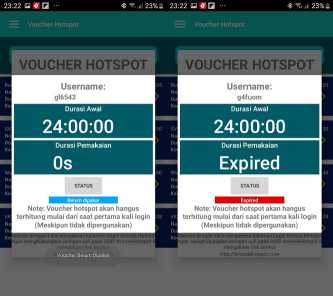 23:22
23%
Voucher Hotspot
VOUCHER HOTSPOT
Username:
gl6543
Durasi Awal
24:00:00
Durasi Pemakaian
0s
STATUS
Belum dipakai
Note: Voucher hotspot akan hangus
terhitung mulai dari saat pertama kali login
(Meskipun tidak dipergunakan)
Voucher Belum Dipakai
23:22
23%
Voucher Hotspot
VOUCHER HOTSPOT
Username:
g4fuom
Durasi Awal
24:00:00
Durasi Pemakaian
Expired
STATUS
Expired
Note: Voucher hotspot akan hangus
terhitung mulai dari saat pertama kali login
(Meskipun tidak dipergunakan)